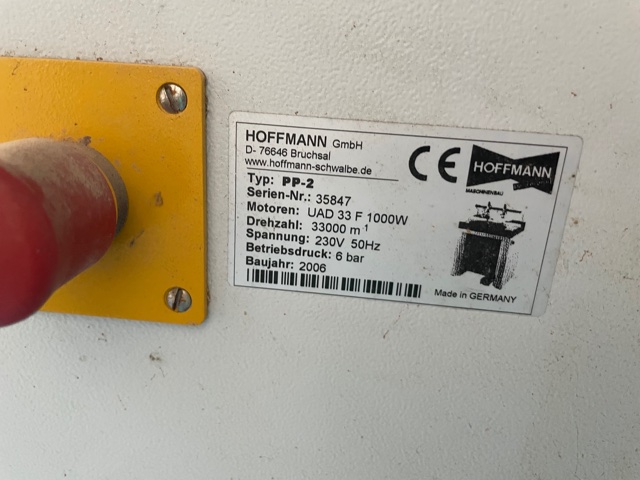 HOFFMANN GmbH
D- 76646 Bruchsal
www.hoffmann-schwalbe.de
Typ: PP-2
Serien-Nr.: 35847
Motoren: UAD 33 F 1000W
Drehzahl: 33000 m⁻¹
Spannung: 230V 50Hz
Betriebsdruck: 6 bar
Baujahr: 2006
CE
HOFFMANN
MASCHINENBAU
Made in GERMANY